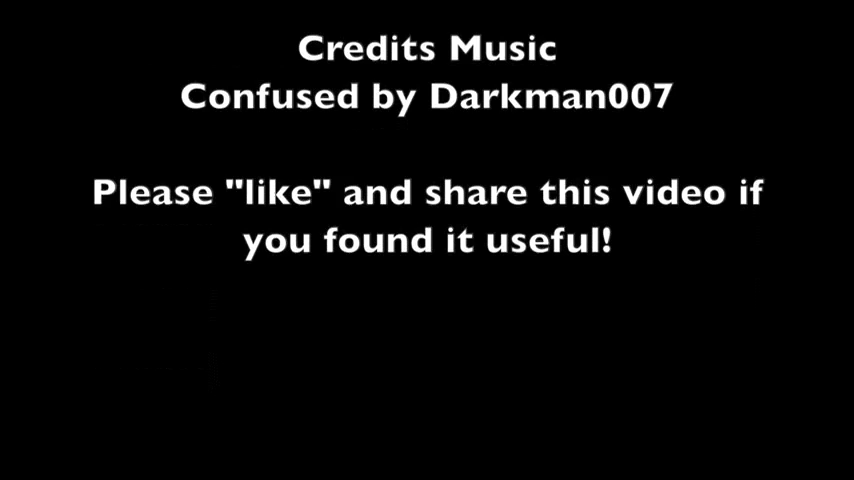 Credits Music
Confused by Darkman007
Please "like" and share this video if
you found it useful!